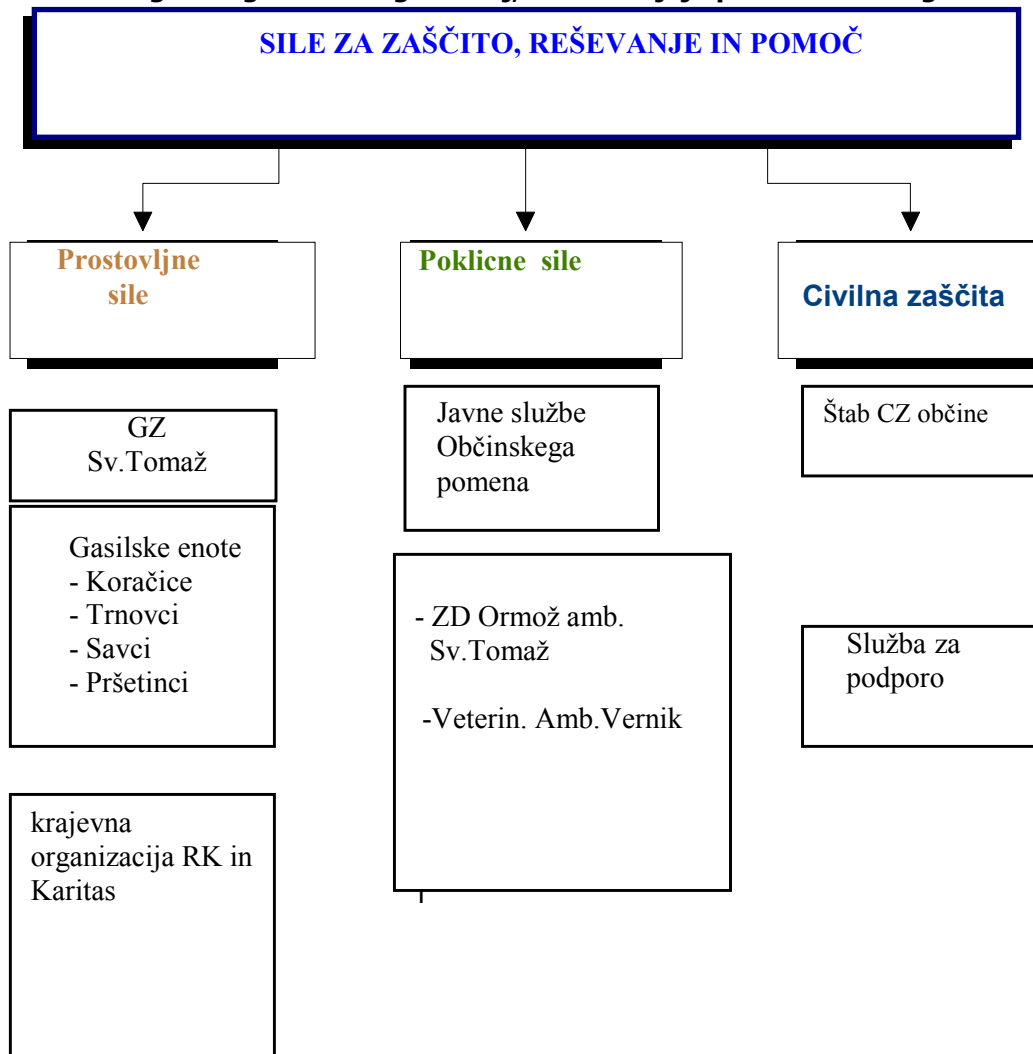 SILE ZA ZAŠČITO, REŠEVANJE IN POMOČ
Prostovljne
sile
GZ
Sv.Tomaž
Gasilske enote
- Koračice
- Trnovci
- Savci
- Pršetinci
krajevna
organizacija RK in
Karitas
Poklicne sile
Javne službe
Občinskega
pomena
- ZD Ormož amb.
Sv.Tomaž
-Veterin. Amb.Vernik
Civilna zaščita
Štab CZ občine
Služba za
podporo